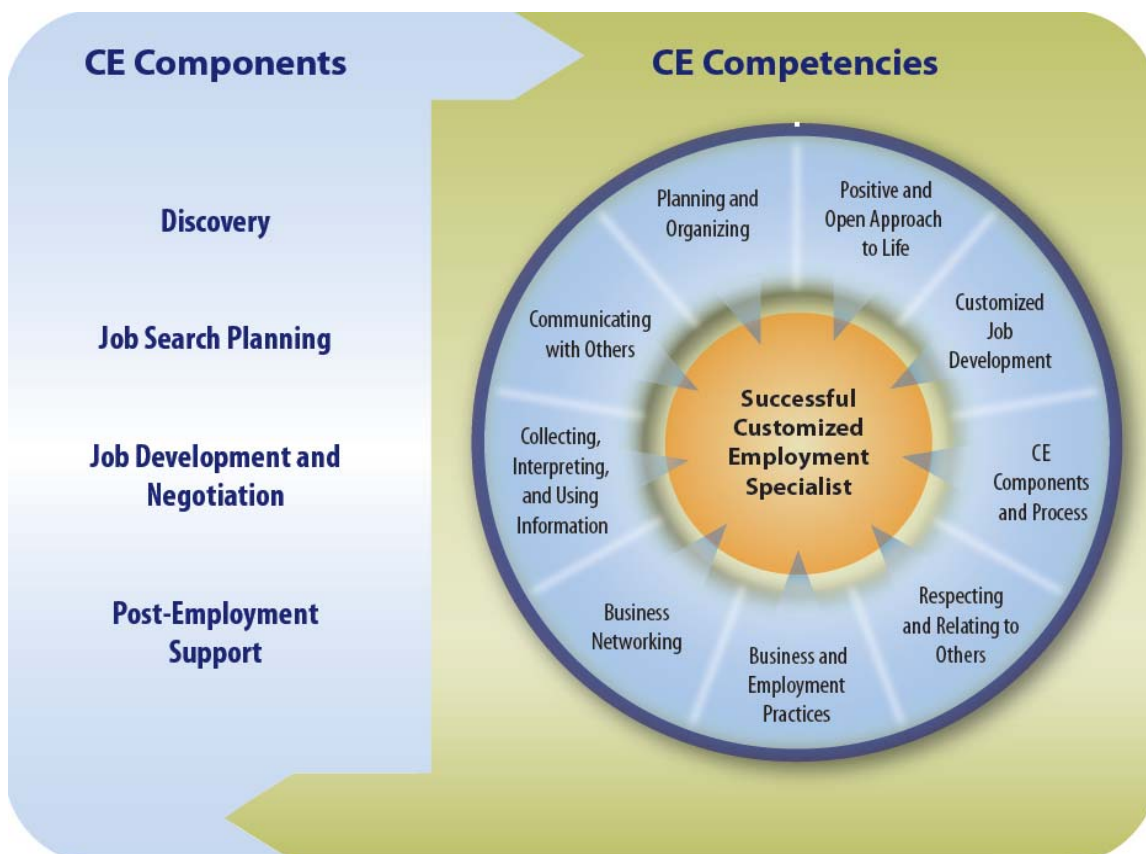 CE Components
Discovery
Job Search Planning
Job Development and
Negotiation
Post-Employment
Support
CE Competencies
Positive and
Open Approach
to Life
Customized
Job
Development
CE
Components
and Process
Respecting
and Relating to
Others
Business and
Employment
Practices
Business
Networking
Collecting,
Interpreting,
and Using
Information
Communicating
with Others
Planning and
Organizing
Successful
Customized
Employment
Specialist